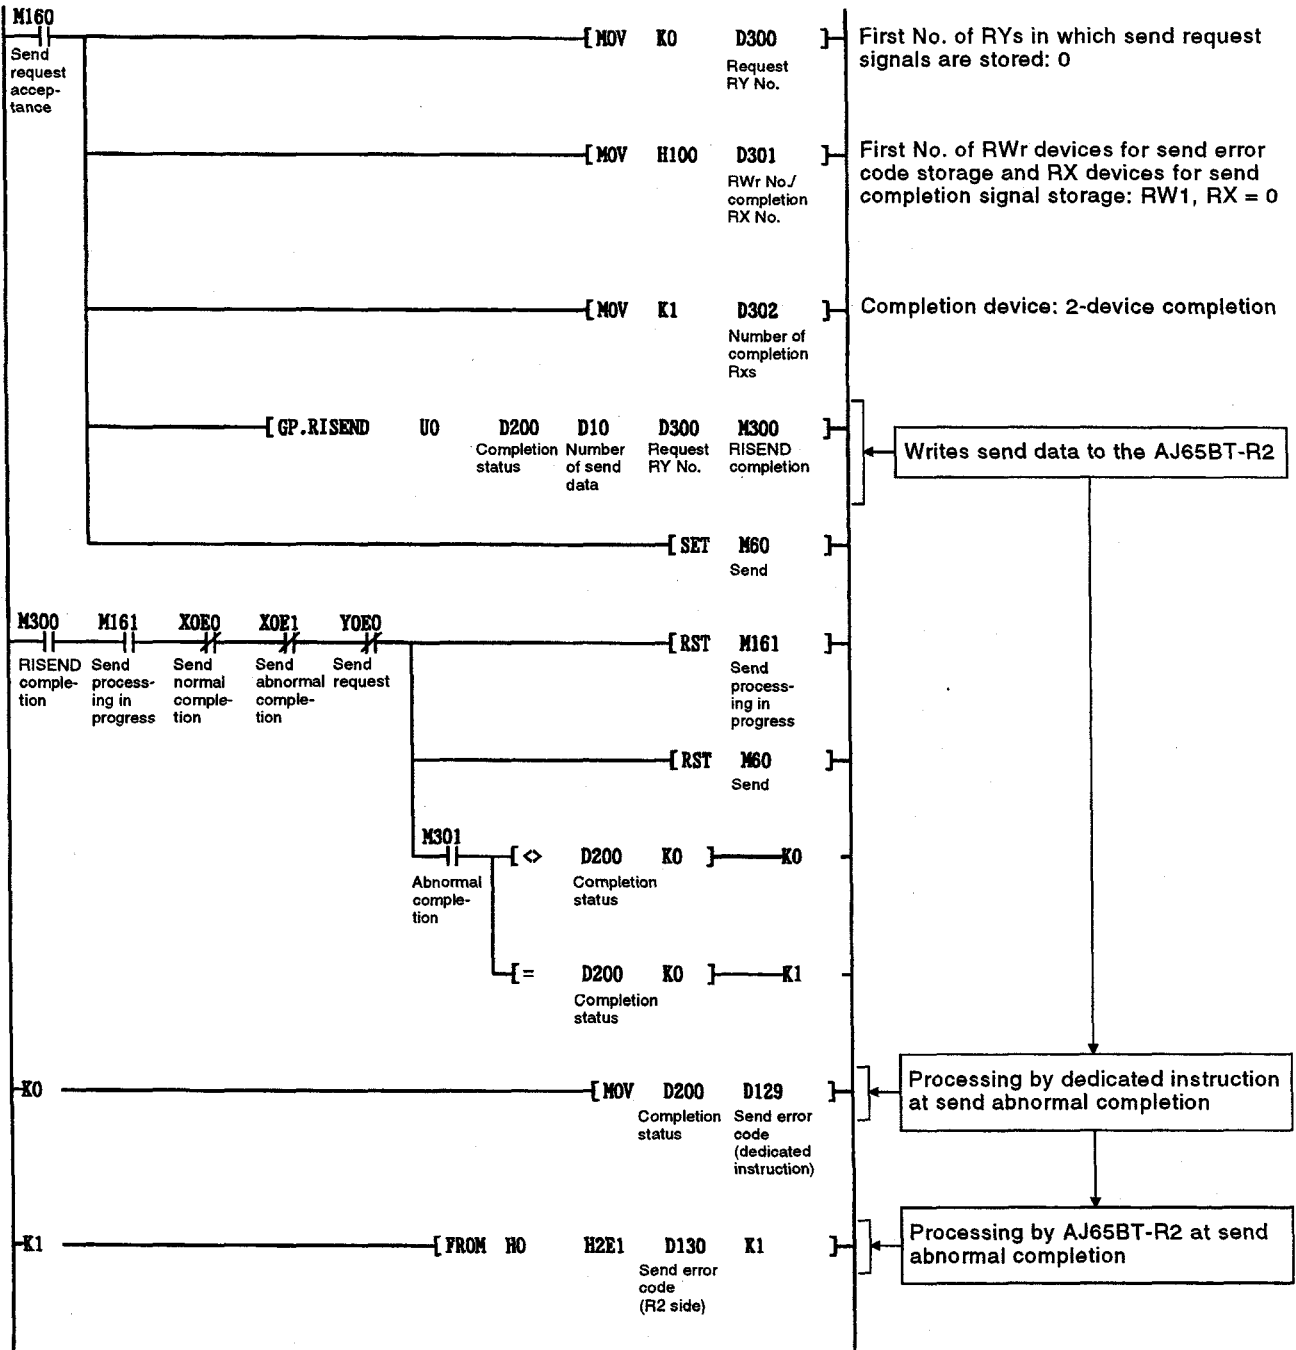 M160
Send
request
accep-
tance
[ MOV K0 D300 ]
Request
RY No.
First No. of RYs in which send request
signals are stored: 0
[ MOV H100 D301 ]
RWr No./
completion
RX No.
First No. of RWr devices for send error
code storage and RX devices for send
completion signal storage: RW1, RX = 0
[ MOV K1 D302 ]
Number of
completion
Rxs
Completion device: 2-device completion
[ GP.RISEND U0 D200 D10 D300 M300 ]
Completion Number Request RISEND
status of send RY No. completion
data
Writes send data to the AJ65BT-R2
[ SET M60 ]
Send
M300 M161 X0E0 X0E1 Y0E0 [ RST M161 ]
RISEND Send Send Send Send Send
comple- process- normal abnormal request process-
tion ing in comple- comple- ing in
progress tion tion progress
[ RST M60 ]
Send
M301 [ <> D200 K0 ] K0
Abnormal Completion
comple- status
tion
[ = D200 K0 ] K1
Completion
status
K0 [ MOV D200 D129 ]
Completion Send error
status code
(dedicated
instruction)
Processing by dedicated instruction
at send abnormal completion
K1 [ FROM H0 H2E1 D130 K1 ]
Send error
code
(R2 side)
Processing by AJ65BT-R2 at send
abnormal completion